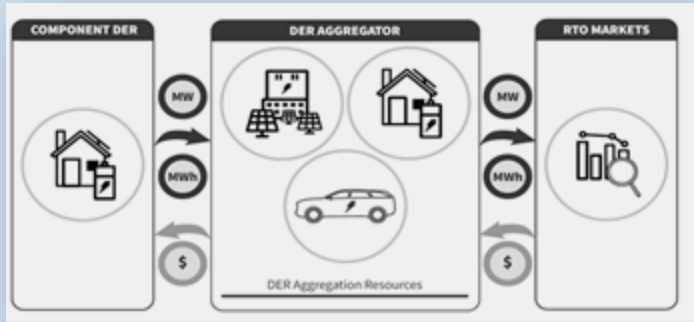 COMPONENT DER
DER AGGREGATOR
RTO MARKETS
MW
MWh
$
MW
MWh
$
DER Aggregation Resources